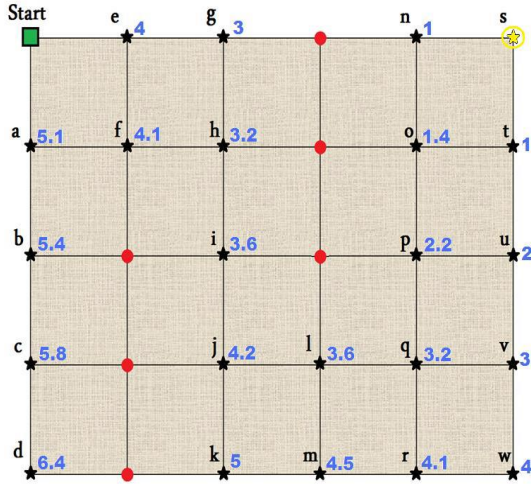 Start e 4 g 3 n 1 s
a 5.1 f 4.1 h 3.2 o 1.4 t 1
b 5.4 i 3.6 p 2.2 u 2
c 5.8 j 4.2 l 3.6 q 3.2 v 3
d 6.4 k 5 m 4.5 r 4.1 w 4